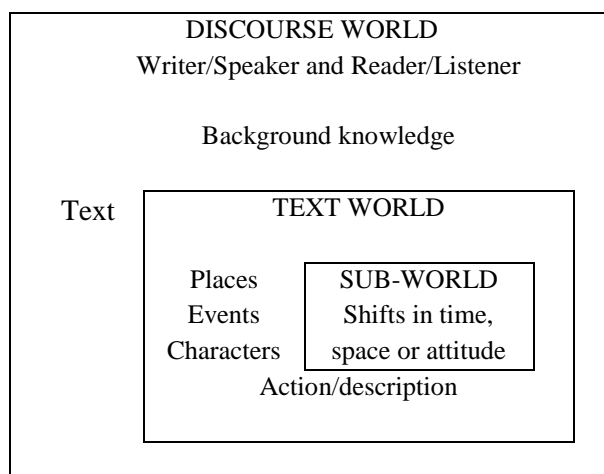 DISCOURSE WORLD
Writer/Speaker and Reader/Listener
Background knowledge
Text
TEXT WORLD
Places
Events
Characters
SUB-WORLD
Shifts in time,
space or attitude
Action/description